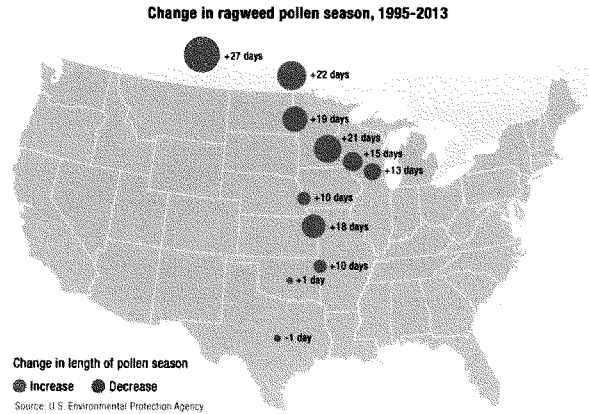 Change in ragweed pollen season, 1995-2013
+27 days
+22 days
+19 days
+21 days
+15 days
+13 days
+10 days
+18 days
+10 days
+1 day
-1 day
Change in length of pollen season
Increase Decrease
Source: U.S. Environmental Protection Agency